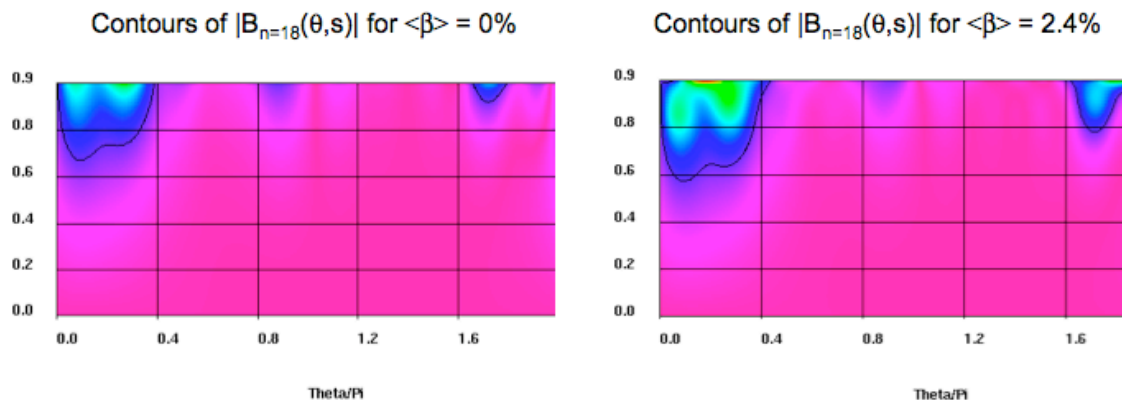 Contours of |Bn=18(θ,s)| for <β> = 0%
0.9
0.8
0.6
0.4
0.2
0.0
0.0 0.4 0.8 1.2 1.6
Theta/Pi
Contours of |Bn=18(θ,s)| for <β> = 2.4%
0.9
0.8
0.6
0.4
0.2
0.0
0.0 0.4 0.8 1.2 1.6
Theta/Pi